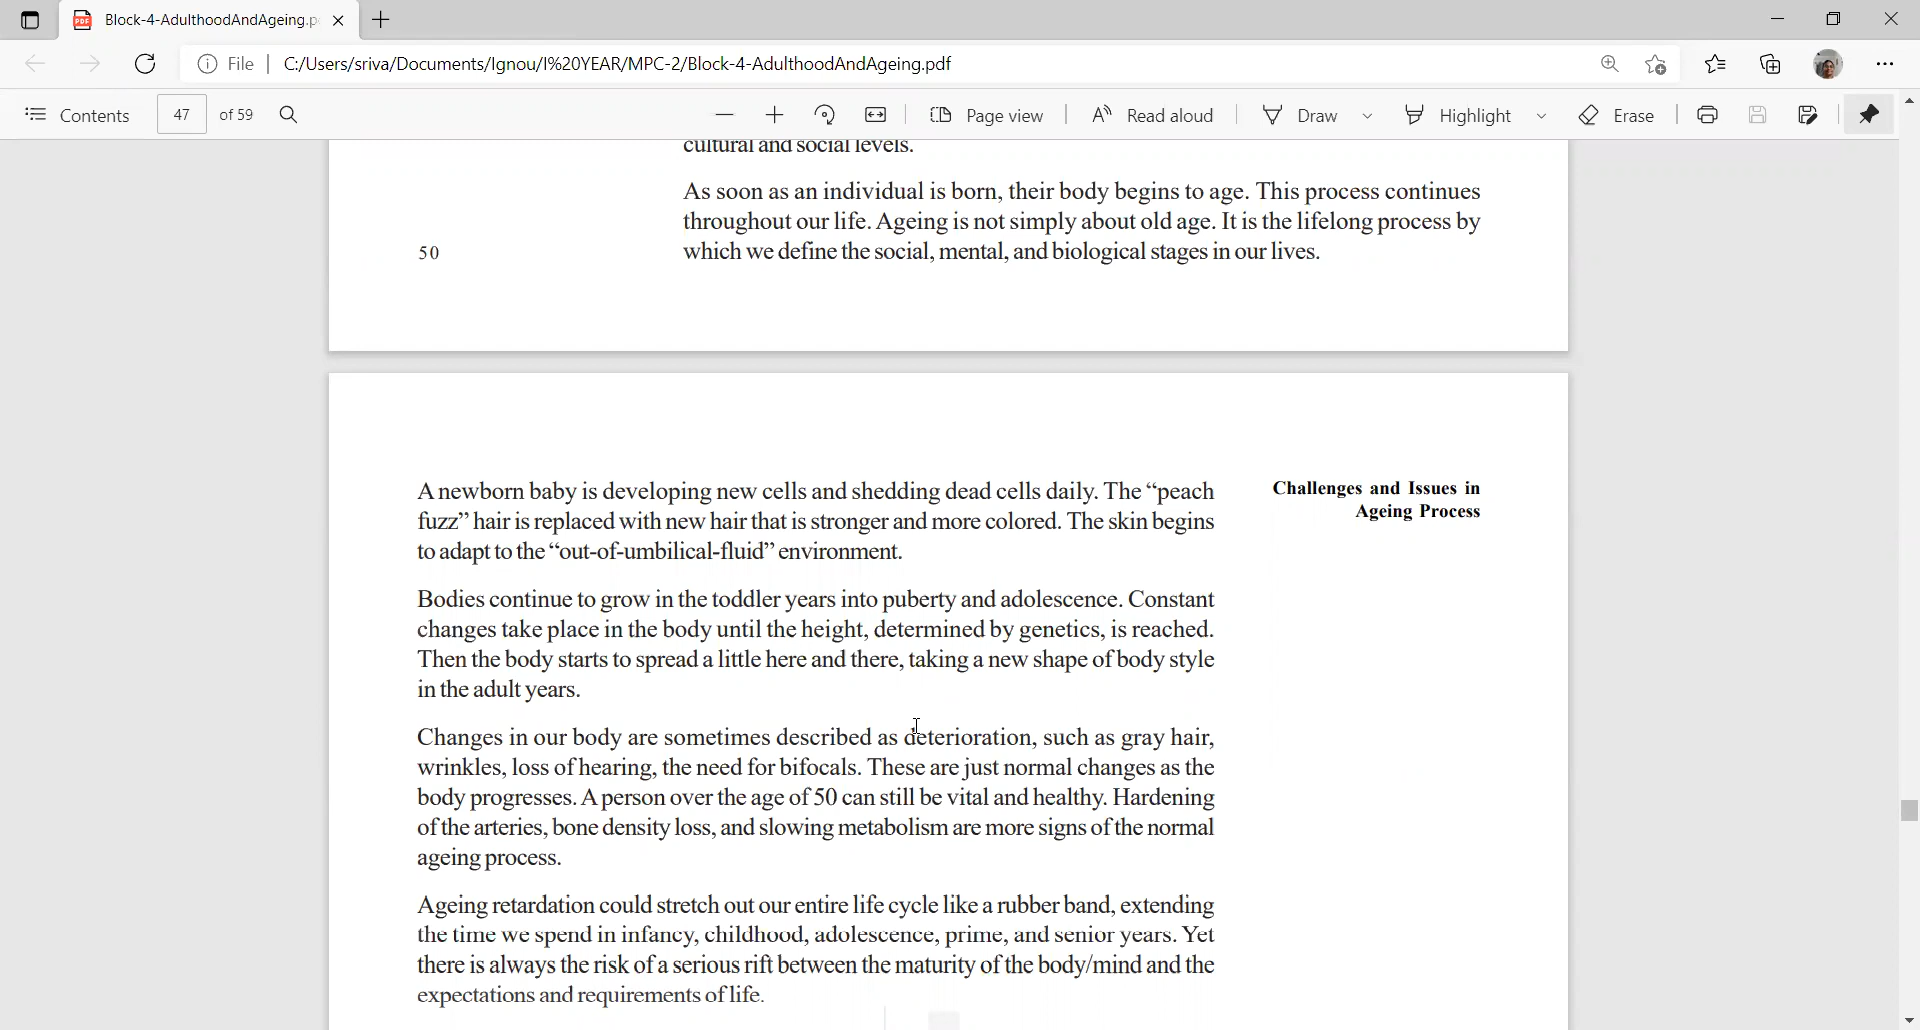 Block-4-AdulthoodAndAgeing.p
File
C:/Users/sriva/Documents/Ignou/I%20YEAR/MPC-2/Block-4-AdulthoodAndAgeing.pdf
Contents
47
of 59
Page view
Read aloud
Draw
Highlight
Erase
cultural and social levels.
As soon as an individual is born, their body begins to age. This process continues
throughout our life. Ageing is not simply about old age. It is the lifelong process by
which we define the social, mental, and biological stages in our lives.
50
A newborn baby is developing new cells and shedding dead cells daily. The “peach
fuzz” hair is replaced with new hair that is stronger and more colored. The skin begins
to adapt to the “out-of-umbilical-fluid” environment.
Challenges and Issues in
Ageing Process
Bodies continue to grow in the toddler years into puberty and adolescence. Constant
changes take place in the body until the height, determined by genetics, is reached.
Then the body starts to spread a little here and there, taking a new shape of body style
in the adult years.
Changes in our body are sometimes described as deterioration, such as gray hair,
wrinkles, loss of hearing, the need for bifocals. These are just normal changes as the
body progresses. A person over the age of 50 can still be vital and healthy. Hardening
of the arteries, bone density loss, and slowing metabolism are more signs of the normal
ageing process.
Ageing retardation could stretch out our entire life cycle like a rubber band, extending
the time we spend in infancy, childhood, adolescence, prime, and senior years. Yet
there is always the risk of a serious rift between the maturity of the body/mind and the
expectations and requirements of life.